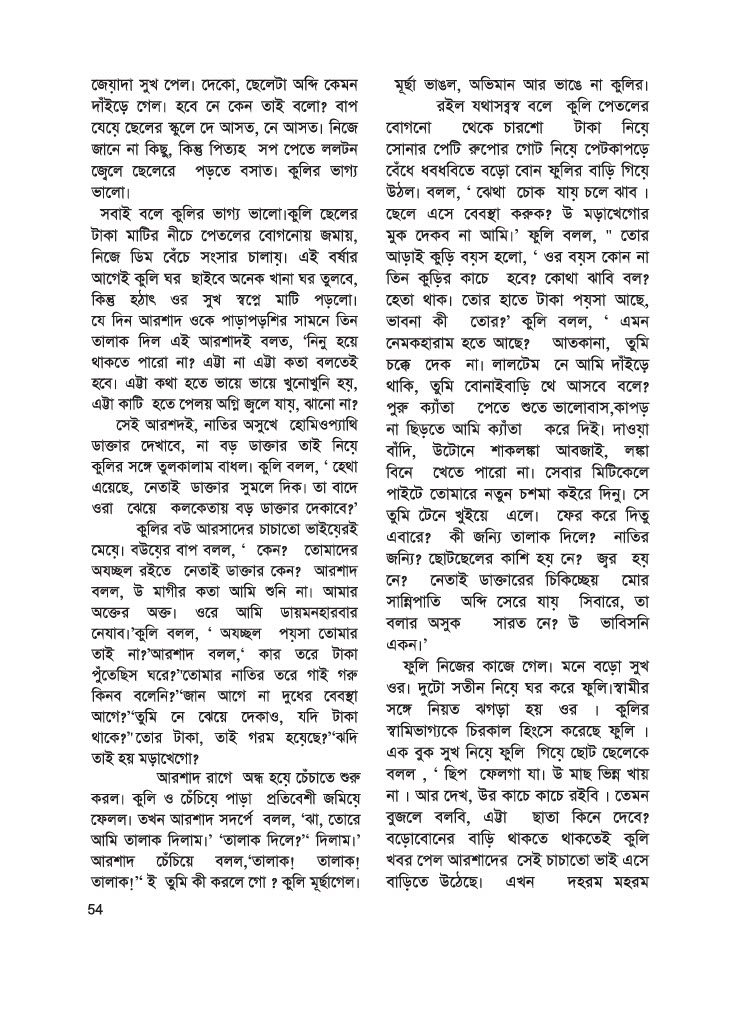 জেয়াদা সুখ পেল। দেকো, ছেলেটা অব্দি কেমন
দাঁইড়ে গেল। হবে নে কেন তাই বলো? বাপ
যেয়ে ছেলের স্কুলে দে আসত, নে আসত। নিজে
জানে না কিছু, কিন্তু পিত্যহ সপ পেতে ললটন
জ্বেলে ছেলেরে পড়তে বসাত। কুলির ভাগ্য
ভালো।
সবাই বলে কুলির ভাগ্য ভালো।কুলি ছেলের
টাকা মাটির নীচে পেতলের বোগনোয় জমায়,
নিজে ডিম বেঁচে সংসার চালায়। এই বর্ষার
আগেই কুলি ঘর ছাইবে অনেক খানা ঘর তুলবে,
কিন্তু হঠাৎ ওর সুখ স্বপ্নে মাটি পড়লো।
যে দিন আরশাদ ওকে পাড়াপড়শির সামনে তিন
তালাক দিল এই আরশাদই বলত, ‘নিনু হয়ে
থাকতে পারো না? এট্টা না এট্টা কতা বলতেই
হবে। এট্টা কথা হতে ভায়ে ভায়ে খুনোখুনি হয়,
এট্টা কাটি হতে পেলয় অগ্নি জ্বলে যায়, ঝানো না?
সেই আরশদই, নাতির অসুখে হোমিওপ্যাথি
ডাক্তার দেখাবে, না বড় ডাক্তার তাই নিয়ে
কুলির সঙ্গে তুলকালাম বাধল। কুলি বলল, ‘ হেথা
এয়েছে, নেতাই ডাক্তার সুমলে দিক। তা বাদে
ওরা ঝেয়ে কলকেতায় বড় ডাক্তার দেকাবে?’
কুলির বউ আরসাদের চাচাতো ভাইয়েরই
মেয়ে। বউয়ের বাপ বলল, ‘ কেন? তোমাদের
অযচ্ছল রইতে নেতাই ডাক্তার কেন? আরশাদ
বলল, উ মাগীর কতা আমি শুনি না। আমার
অক্তের অক্ত। ওরে আমি ডায়মনহারবার
নেযাব।’কুলি বলল, ‘ অযচ্ছল পয়সা তোমার
তাই না?’আরশাদ বলল,‘ কার তরে টাকা
পুঁতেছিস ঘরে?’‘তোমার নাতির তরে গাই গরু
কিনব বলেনি?’‘জান আগে না দুধের বেবস্থা
আগে?’‘তুমি নে ঝেয়ে দেকাও, যদি টাকা
থাকে?’‘তোর টাকা, তাই গরম হয়েছে?’‘ঝদি
তাই হয় মড়াখেগো?
আরশাদ রাগে অন্ধ হয়ে চেঁচাতে শুরু
করল। কুলি ও চেঁচিয়ে পাড়া প্রতিবেশী জমিয়ে
ফেলল। তখন আরশাদ সদর্পে বলল, ‘ঝা, তোরে
আমি তালাক দিলাম।’ ‘তালাক দিলে?’‘ দিলাম।’
আরশাদ চেঁচিয়ে বলল,‘তালাক! তালাক!
তালাক!’‘ ই তুমি কী করলে গো ? কুলি মূর্ছাগেল।
মূর্ছা ভাঙল, অভিমান আর ভাঙে না কুলির।
রইল যথাসব্বস্ব বলে কুলি পেতলের
বোগনো থেকে চারশো টাকা নিয়ে
সোনার পেটি রুপোর গোট নিয়ে পেটকাপড়ে
বেঁধে ধবধবিতে বড়ো বোন ফুলির বাড়ি গিয়ে
উঠল। বলল, ‘ ঝেথা চোক যায় চলে ঝাব ।
ছেলে এসে বেবস্থা করুক? উ মড়াখেগোর
মুক দেকব না আমি।’ ফুলি বলল, " তোর
আড়াই কুড়ি বয়স হলো, ‘ ওর বয়স কোন না
তিন কুড়ির কাচে হবে? কোথা ঝাবি বল?
হেতা থাক। তোর হাতে টাকা পয়সা আছে,
ভাবনা কী তোর?’ কুলি বলল, ‘ এমন
নেমকহারাম হতে আছে? আতকানা, তুমি
চক্কে দেক না। লালটেম নে আমি দাঁইড়ে
থাকি, তুমি বোনাইবাড়ি থে আসবে বলে?
পুরু ক্যাঁতা পেতে শুতে ভালোবাস,কাপড়
না ছিড়তে আমি ক্যাঁতা করে দিই। দাওয়া
বাঁদি, উটোনে শাকলঙ্কা আবজাই, লঙ্কা
বিনে খেতে পারো না। সেবার মিটিকেলে
পাইটে তোমারে নতুন চশমা কইরে দিনু। সে
তুমি টেনে খুইয়ে এলে। ফের করে দিতু
এবারে? কী জন্যি তালাক দিলে? নাতির
জন্যি? ছোটছেলের কাশি হয় নে? জ্বর হয়
নে? নেতাই ডাক্তারের চিকিচ্ছেয় মোর
সান্নিপাতি অব্দি সেরে যায় সিবারে, তা
বলার অসুক সারত নে? উ ভাবিসনি
একন।’
ফুলি নিজের কাজে গেল। মনে বড়ো সুখ
ওর। দুটো সতীন নিয়ে ঘর করে ফুলি।স্বামীর
সঙ্গে নিয়ত ঝগড়া হয় ওর । কুলির
স্বামিভাগ্যকে চিরকাল হিংসে করেছে ফুলি ।
এক বুক সুখ নিয়ে ফুলি গিয়ে ছোট ছেলেকে
বলল , ‘ ছিপ ফেলগা যা। উ মাছ ভিন্ন খায়
না । আর দেখ, উর কাচে কাচে রইবি । তেমন
বুজলে বলবি, এট্টা ছাতা কিনে দেবে?
বড়োবোনের বাড়ি থাকতে থাকতেই কুলি
খবর পেল আরশাদের সেই চাচাতো ভাই এসে
বাড়িতে উঠেছে। এখন দহরম মহরম
54